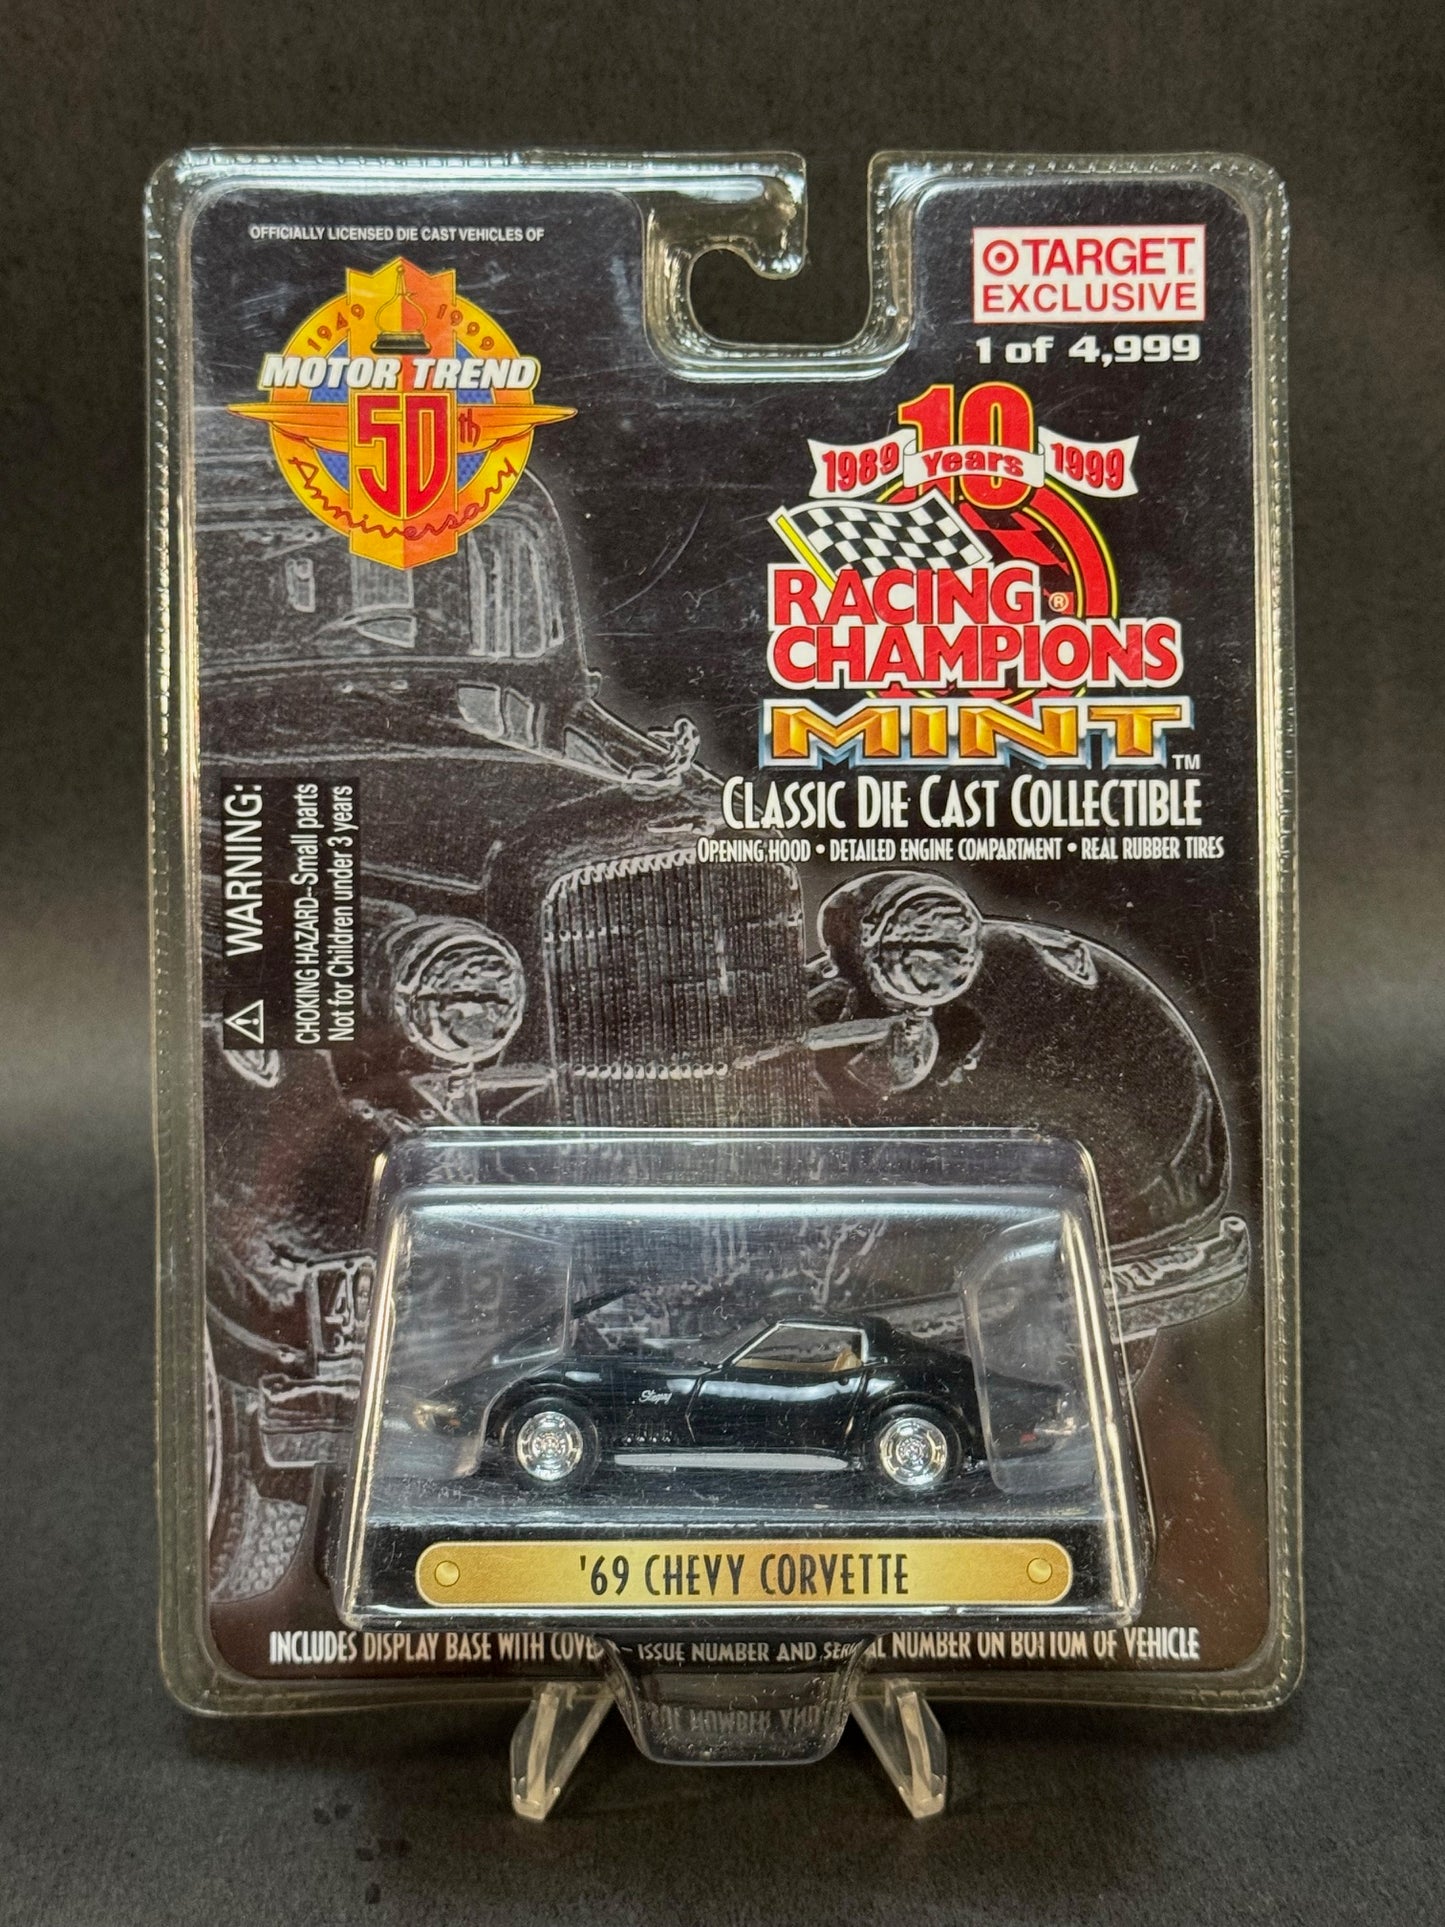 OFFICIALLY LICENSED DIE CAST VEHICLES OF
1949 1999
MOTOR TREND
50th
Anniversary
TARGET
EXCLUSIVE
1 of 4,999
10
1989 Years 1999
RACING ®
CHAMPIONS
MINT™
CLASSIC DIE CAST COLLECTIBLE
OPENING HOOD • DETAILED ENGINE COMPARTMENT • REAL RUBBER TIRES
WARNING:
CHOKING HAZARD--Small parts
Not for Children under 3 years
Stingray
'69 CHEVY CORVETTE
INCLUDES DISPLAY BASE WITH COVER - ISSUE NUMBER AND SERIAL NUMBER ON BOTTOM OF VEHICLE